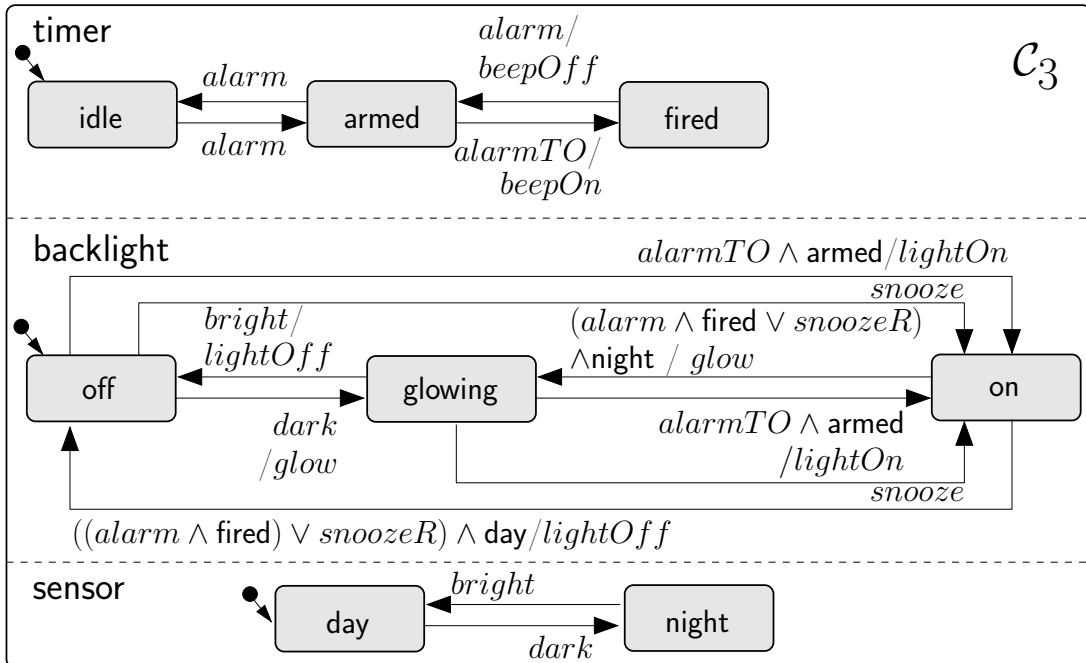 timer
C₃
alarm/
beepOff
alarm
idle
armed
fired
alarm
alarmTO/
beepOn
backlight
alarmTO ∧ armed/lightOn
snooze
bright/
lightOff
(alarm ∧ fired ∨ snoozeR)
∧night / glow
off
glowing
on
dark
/glow
alarmTO ∧ armed
/lightOn
snooze
((alarm ∧ fired) ∨ snoozeR) ∧ day/lightOff
sensor
bright
day
night
dark